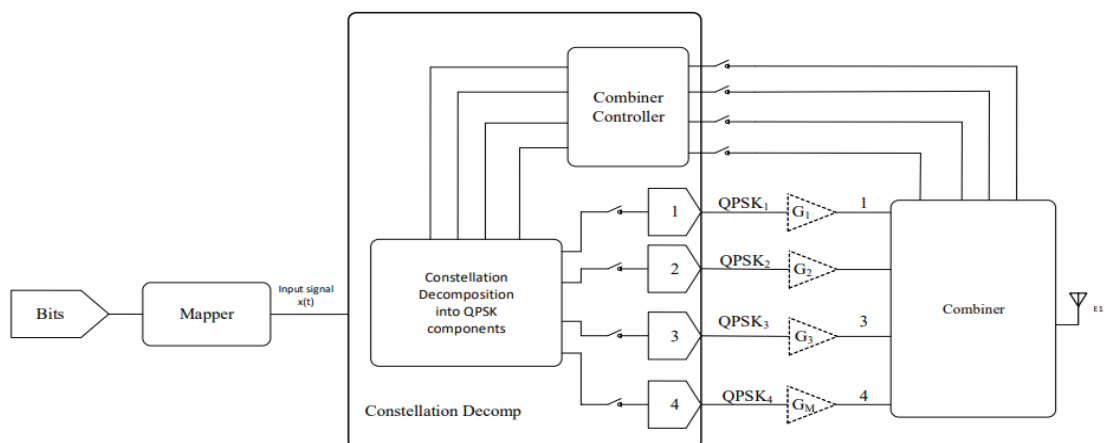 Combiner
Controller
1
QPSK₁
G₁
1
2
QPSK₂
G₂
Constellation
Decomposition
into QPSK
components
Input signal
x(t)
Bits
Mapper
Combiner
E1
3
QPSK₃
G₃
3
4
QPSK₄
G_M
4
Constellation Decomp